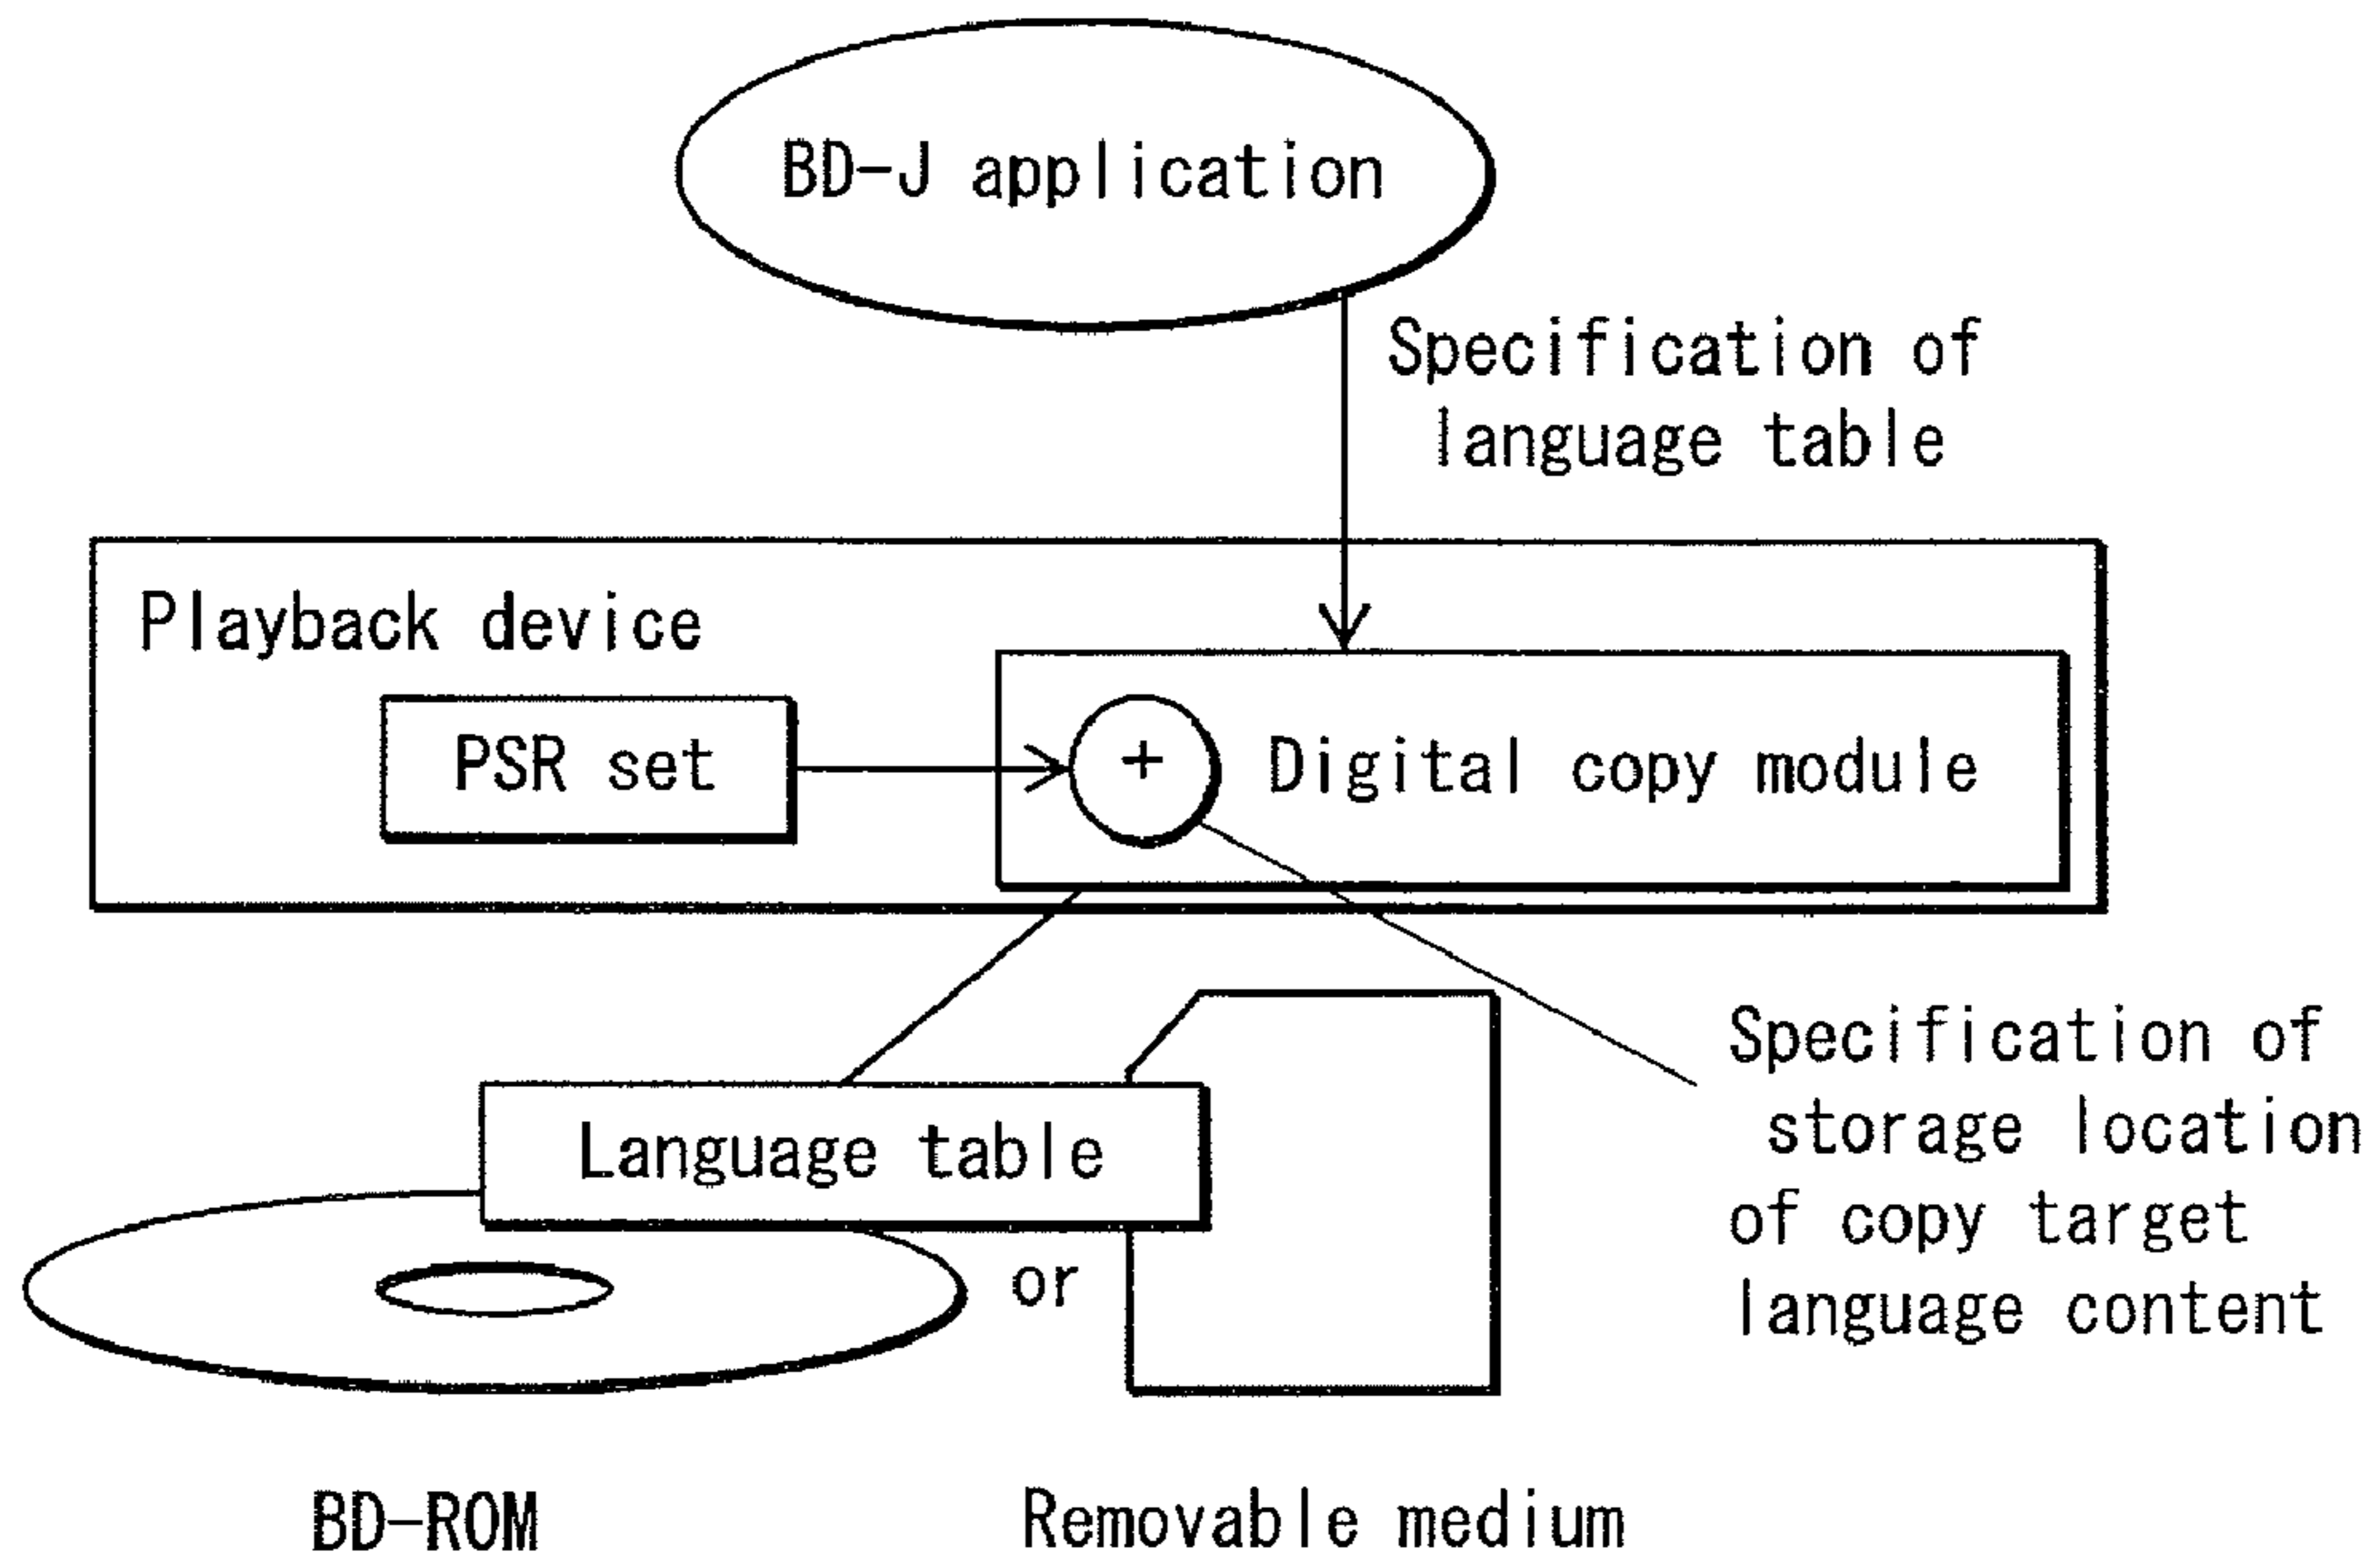 BD-J application
Specification of
language table
Playback device
PSR set
+
Digital copy module
Language table
or
Specification of
storage location
of copy target
language content
BD-ROM
Removable medium